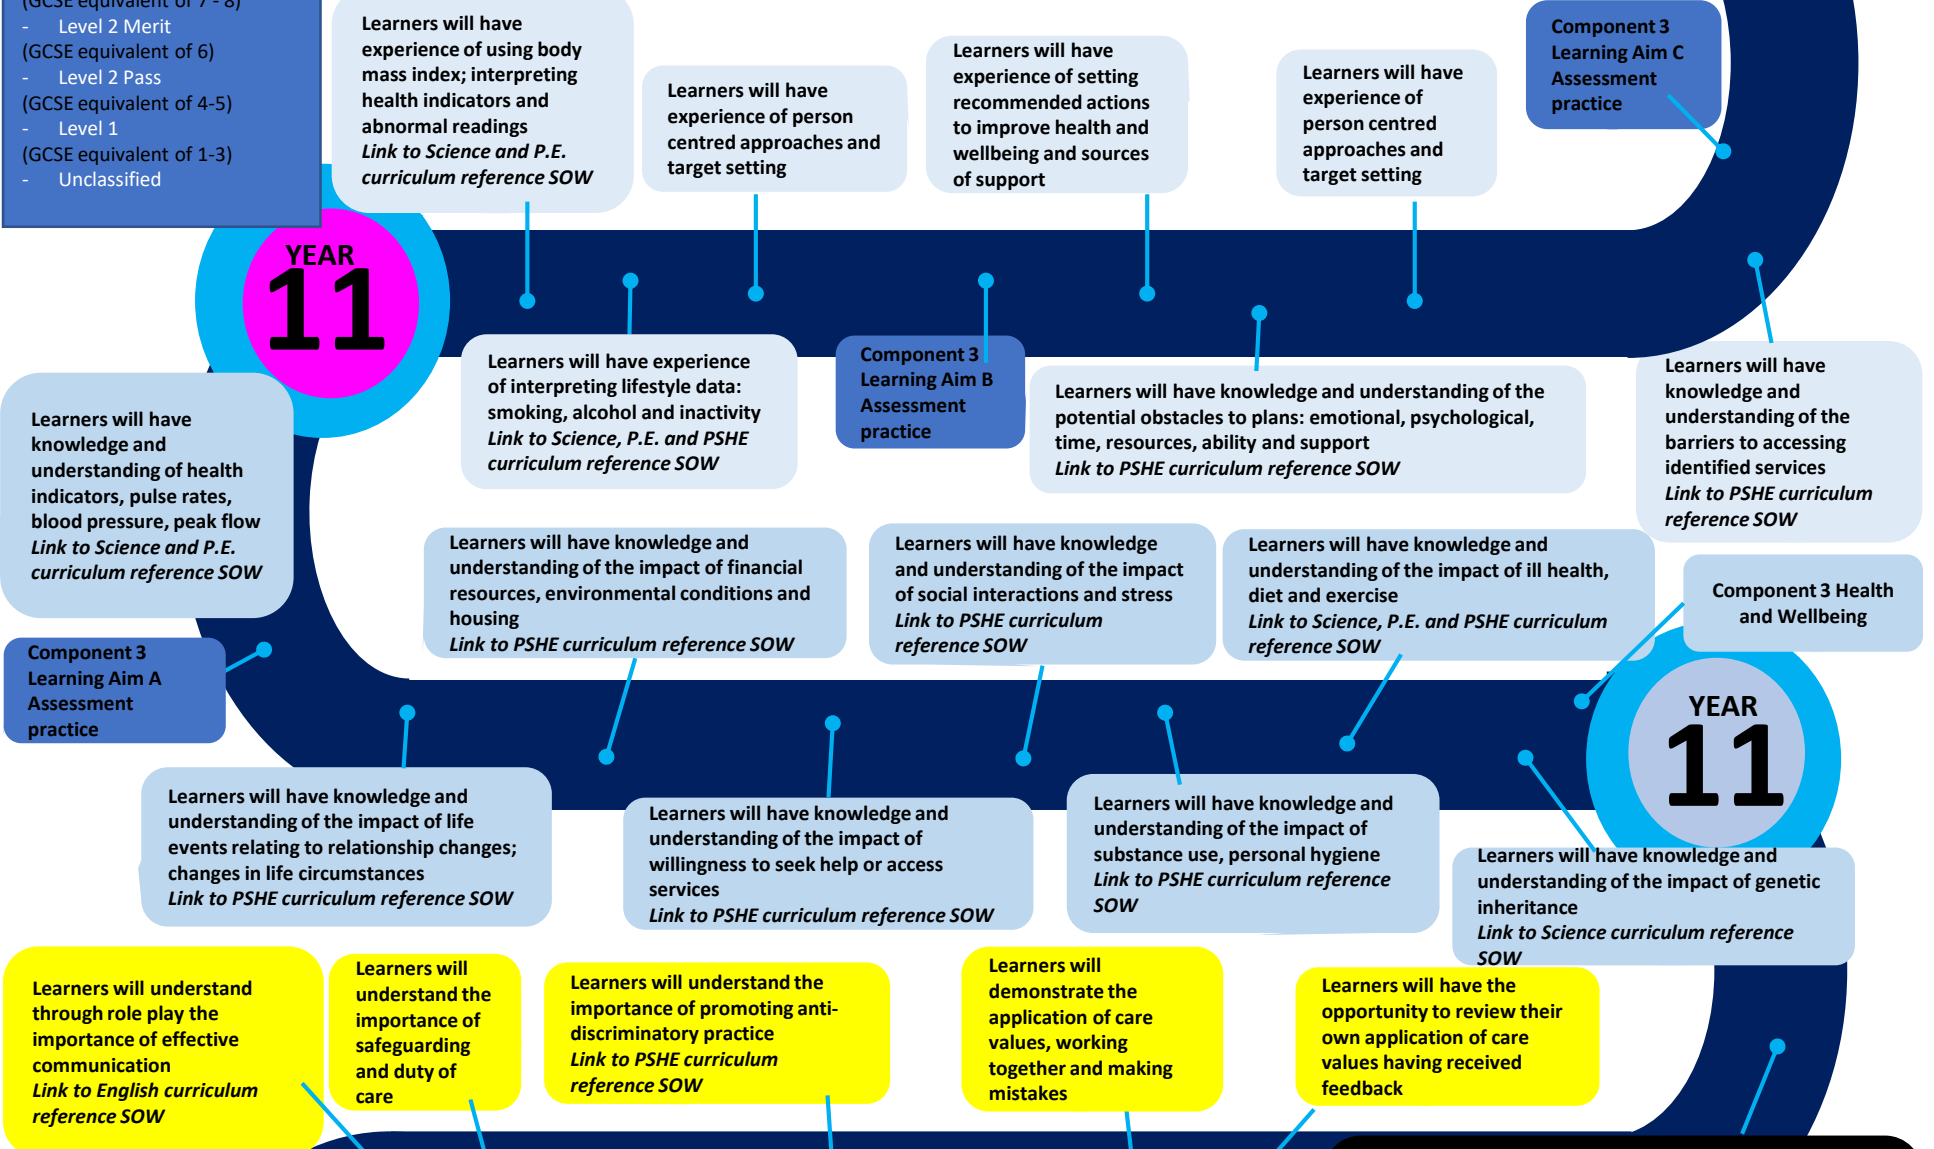 (GCSE equivalent of 7 - 8)
- Level 2 Merit
(GCSE equivalent of 6)
- Level 2 Pass
(GCSE equivalent of 4-5)
- Level 1
(GCSE equivalent of 1-3)
- Unclassified
Learners will have
experience of using body
mass index; interpreting
health indicators and
abnormal readings
Link to Science and P.E.
curriculum reference SOW
Learners will have
experience of person
centred approaches and
target setting
Learners will have
experience of setting
recommended actions
to improve health and
wellbeing and sources
of support
Learners will have
experience of
person centred
approaches and
target setting
Component 3
Learning Aim C
Assessment
practice
YEAR
11
Learners will have experience
of interpreting lifestyle data:
smoking, alcohol and inactivity
Link to Science, P.E. and PSHE
curriculum reference SOW
Component 3
Learning Aim B
Assessment
practice
Learners will have knowledge and understanding of the
potential obstacles to plans: emotional, psychological,
time, resources, ability and support
Link to PSHE curriculum reference SOW
Learners will have
knowledge and
understanding of the
barriers to accessing
identified services
Link to PSHE curriculum
reference SOW
Learners will have
knowledge and
understanding of health
indicators, pulse rates,
blood pressure, peak flow
Link to Science and P.E.
curriculum reference SOW
Learners will have knowledge and
understanding of the impact of financial
resources, environmental conditions and
housing
Link to PSHE curriculum reference SOW
Learners will have knowledge
and understanding of the impact
of social interactions and stress
Link to PSHE curriculum
reference SOW
Learners will have knowledge and
understanding of the impact of ill health,
diet and exercise
Link to Science, P.E. and PSHE curriculum
reference SOW
Component 3 Health
and Wellbeing
Component 3
Learning Aim A
Assessment
practice
YEAR
11
Learners will have knowledge and
understanding of the impact of life
events relating to relationship changes;
changes in life circumstances
Link to PSHE curriculum reference SOW
Learners will have knowledge and
understanding of the impact of
willingness to seek help or access
services
Link to PSHE curriculum reference SOW
Learners will have knowledge and
understanding of the impact of
substance use, personal hygiene
Link to PSHE curriculum reference
SOW
Learners will have knowledge and
understanding of the impact of genetic
inheritance
Link to Science curriculum reference
SOW
Learners will understand
through role play the
importance of effective
communication
Link to English curriculum
reference SOW
Learners will
understand the
importance of
safeguarding
and duty of
care
Learners will understand the
importance of promoting anti-
discriminatory practice
Link to PSHE curriculum
reference SOW
Learners will
demonstrate the
application of care
values, working
together and making
mistakes
Learners will have the
opportunity to review their
own application of care
values having received
feedback